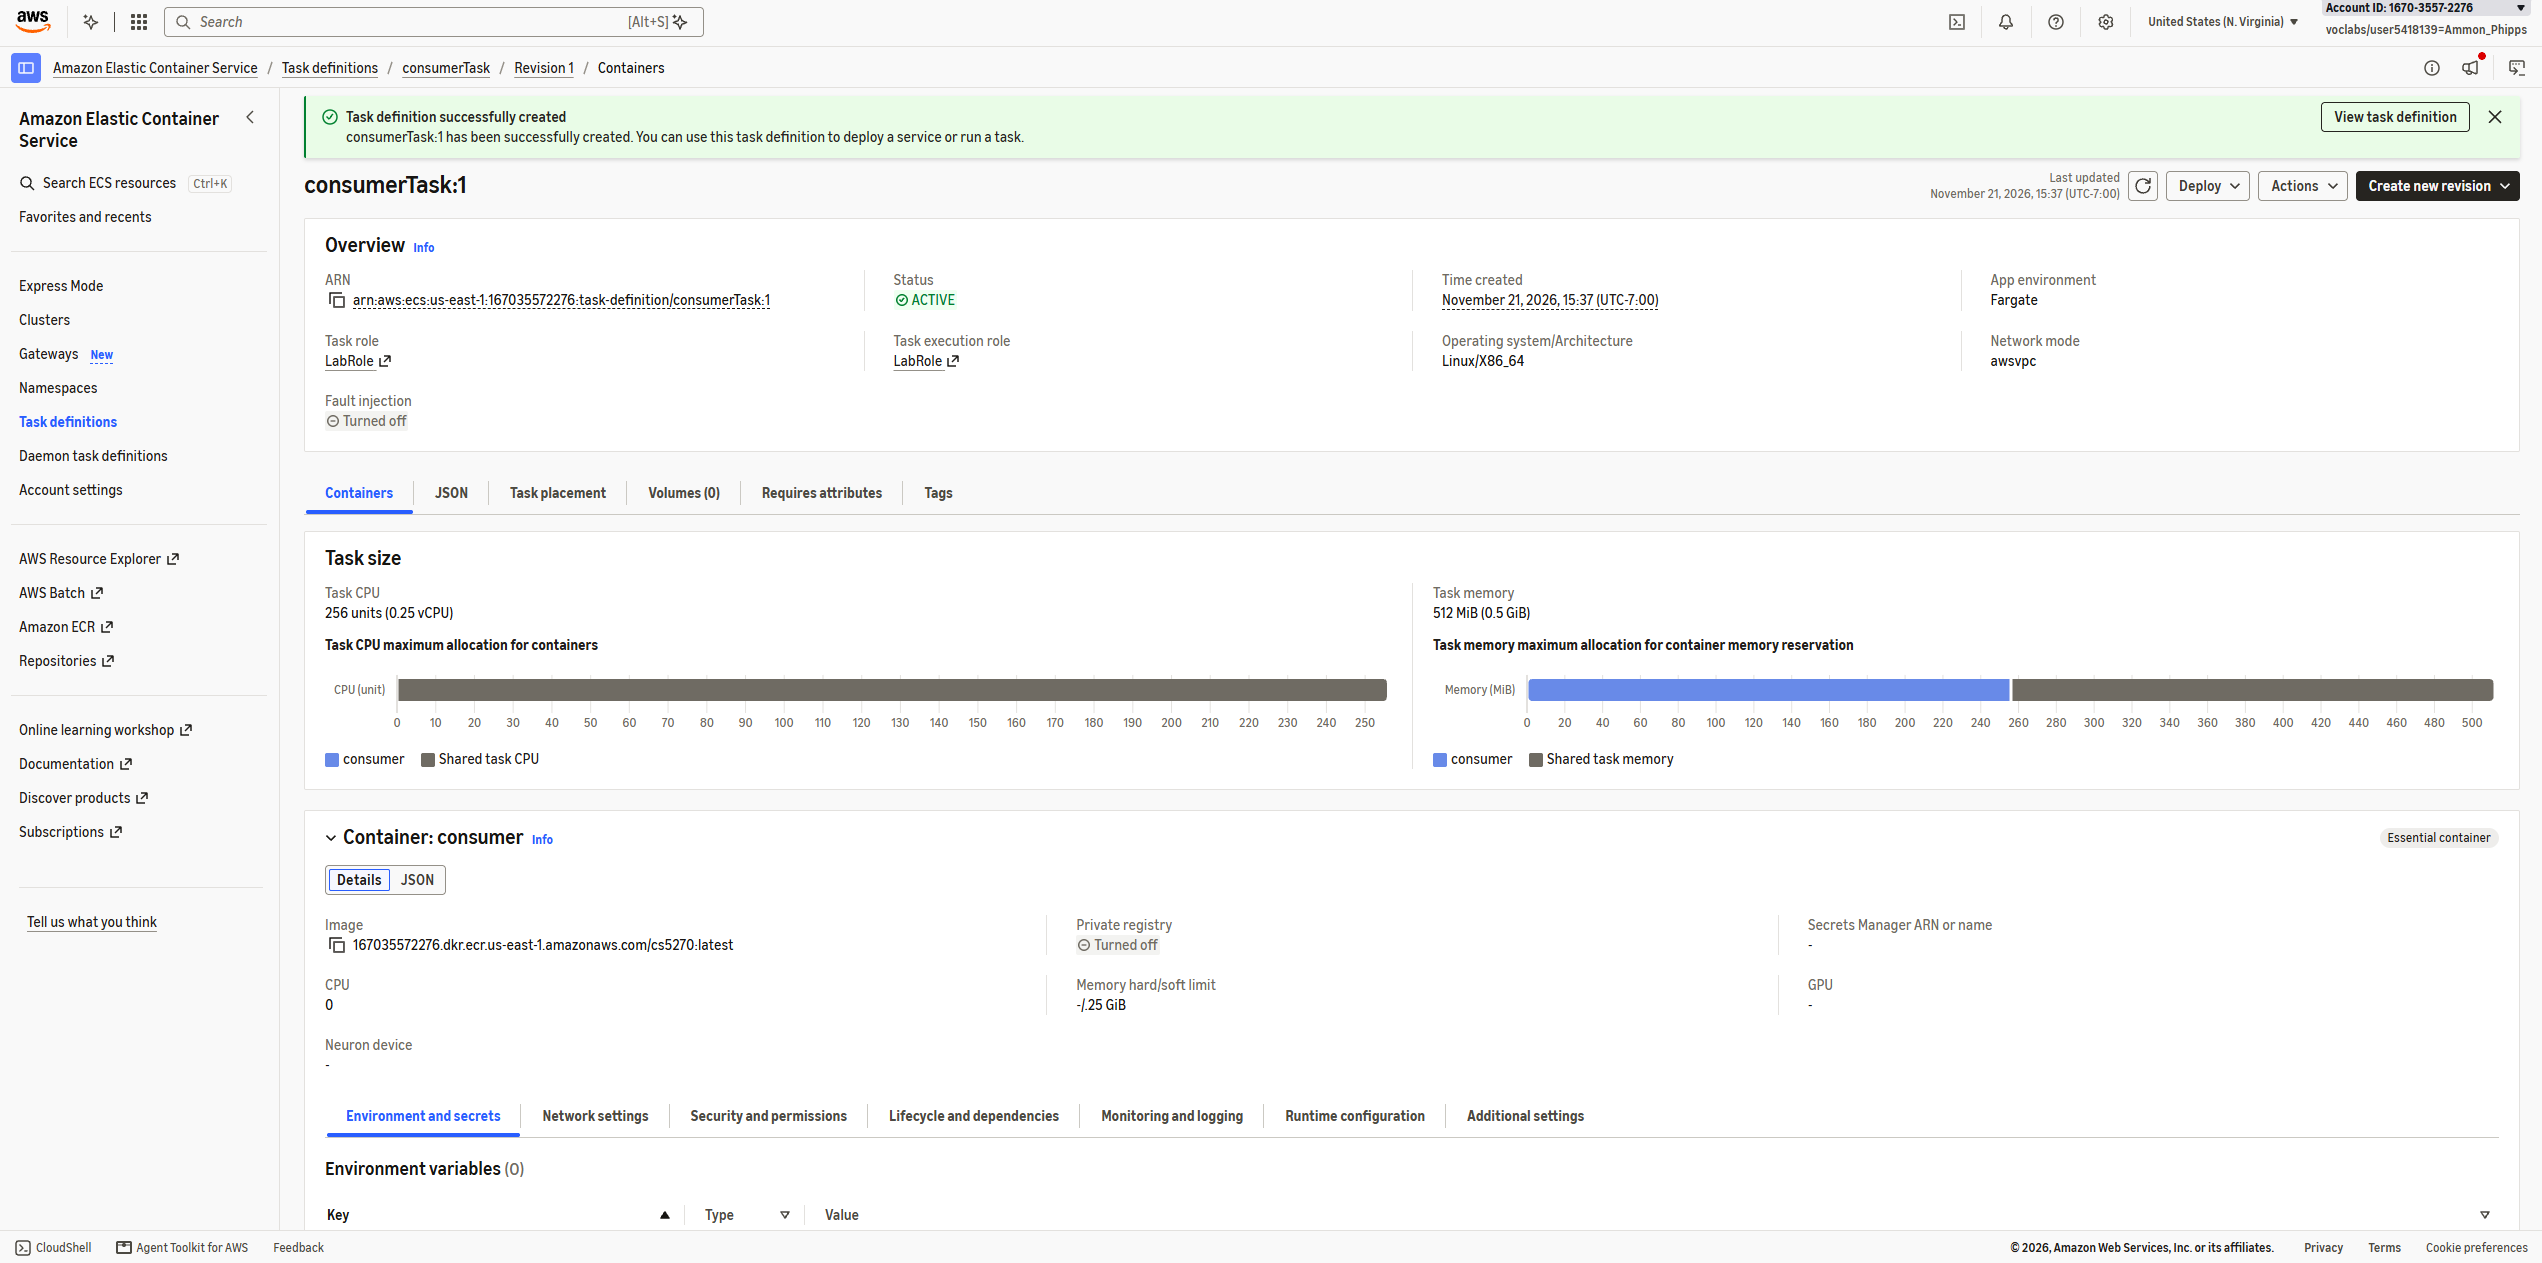 aws
Search [Alt+S]
United States (N. Virginia)
Account ID: 1670-3557-2276
voclabs/user5418139=Ammon_Phipps
Amazon Elastic Container Service / Task definitions / consumerTask / Revision 1 / Containers
Amazon Elastic Container
Service
Search ECS resources Ctrl+K
Favorites and recents
Express Mode
Clusters
Gateways New
Namespaces
Task definitions
Daemon task definitions
Account settings
AWS Resource Explorer
AWS Batch
Amazon ECR
Repositories
Online learning workshop
Documentation
Discover products
Subscriptions
Tell us what you think
Task definition successfully created
consumerTask:1 has been successfully created. You can use this task definition to deploy a service or run a task.
View task definition
consumerTask:1
Last updated
November 21, 2026, 15:37 (UTC-7:00)
Deploy
Actions
Create new revision
Overview Info
ARN
arn:aws:ecs:us-east-1:167035572276:task-definition/consumerTask:1
Status
ACTIVE
Time created
November 21, 2026, 15:37 (UTC-7:00)
App environment
Fargate
Task role
LabRole
Task execution role
LabRole
Operating system/Architecture
Linux/X86_64
Network mode
awsvpc
Fault injection
Turned off
Containers
JSON
Task placement
Volumes (0)
Requires attributes
Tags
Task size
Task CPU
256 units (0.25 vCPU)
Task CPU maximum allocation for containers
CPU (unit)
0 10 20 30 40 50 60 70 80 90 100 110 120 130 140 150 160 170 180 190 200 210 220 230 240 250
consumer Shared task CPU
Task memory
512 MiB (0.5 GiB)
Task memory maximum allocation for container memory reservation
Memory (MiB)
0 20 40 60 80 100 120 140 160 180 200 220 240 260 280 300 320 340 360 380 400 420 440 460 480 500
consumer Shared task memory
Container: consumer Info
Essential container
Details JSON
Image
167035572276.dkr.ecr.us-east-1.amazonaws.com/cs5270:latest
Private registry
Turned off
Secrets Manager ARN or name
-
CPU
0
Memory hard/soft limit
-/.25 GiB
GPU
-
Neuron device
-
Environment and secrets
Network settings
Security and permissions
Lifecycle and dependencies
Monitoring and logging
Runtime configuration
Additional settings
Environment variables (0)
Key Type Value
CloudShell
Agent Toolkit for AWS
Feedback
© 2026, Amazon Web Services, Inc. or its affiliates.
Privacy
Terms
Cookie preferences